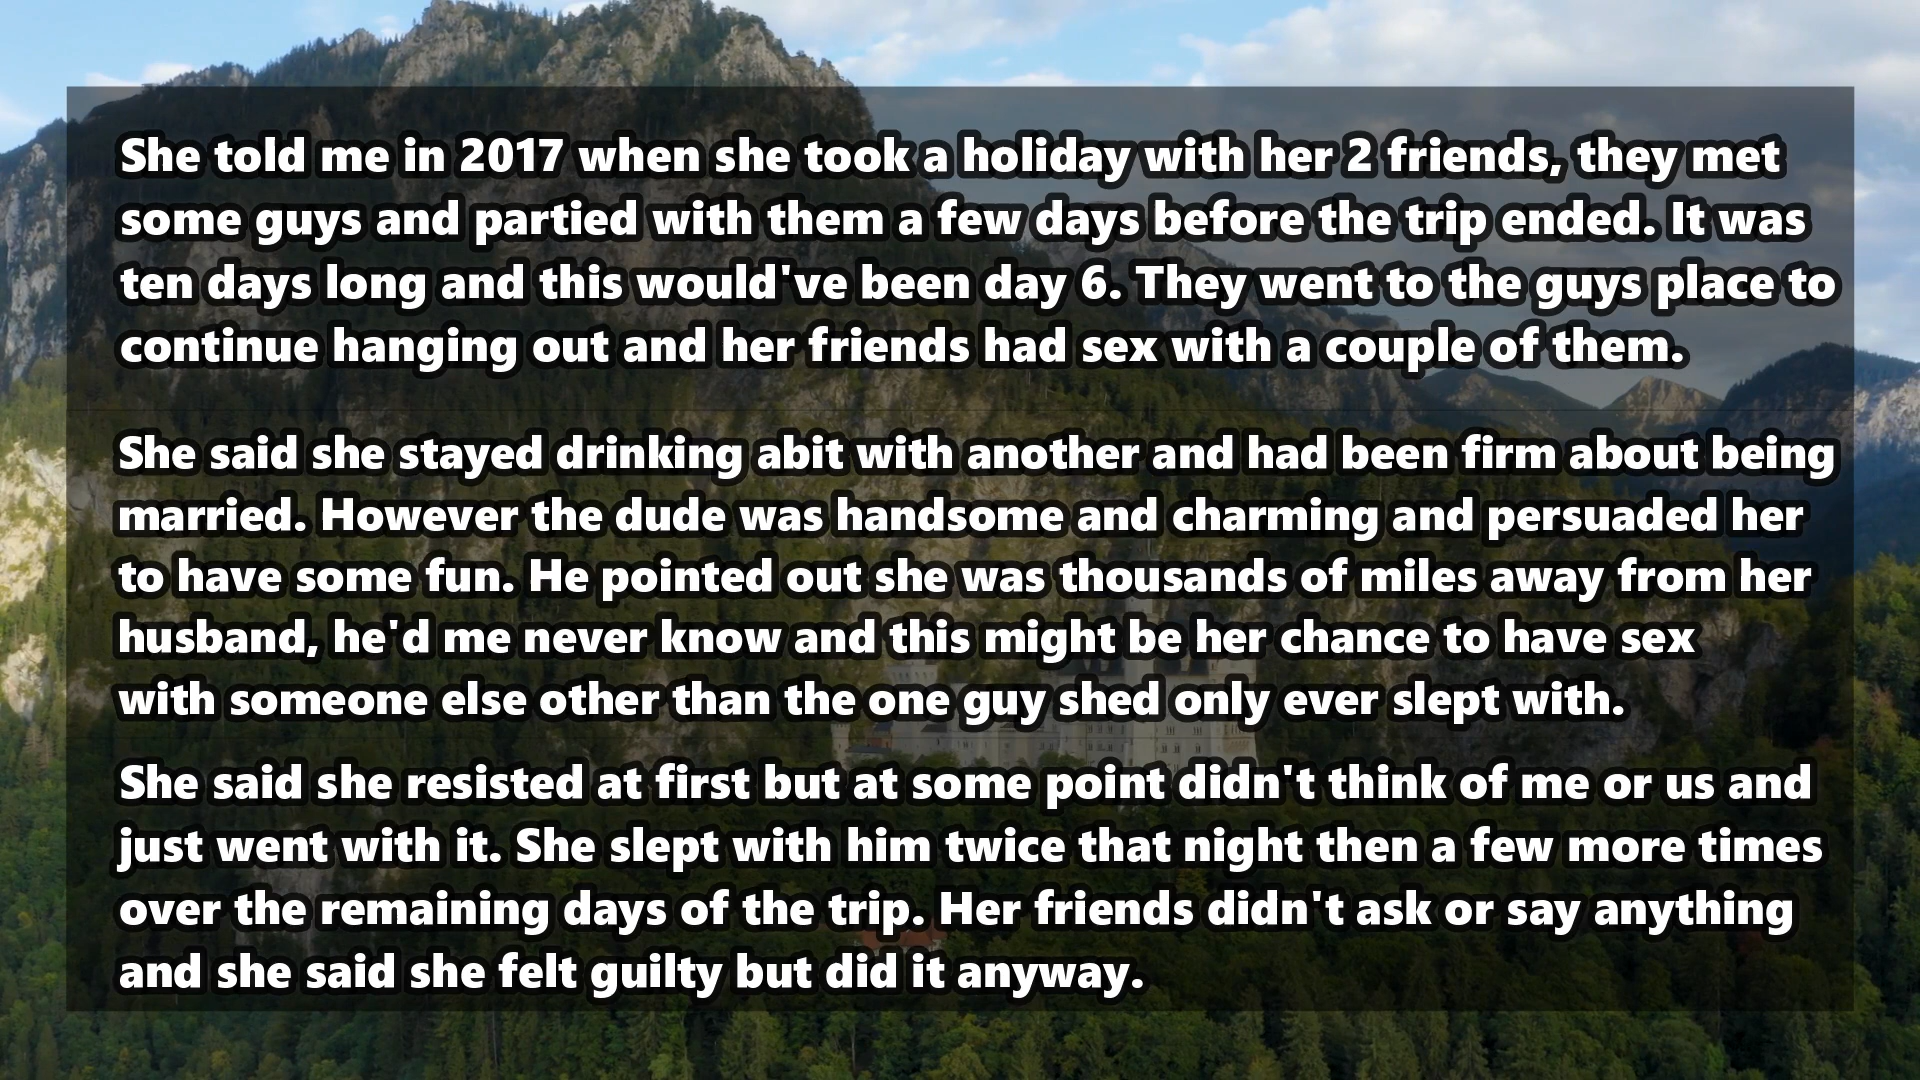 She told me in 2017 when she took a holiday with her 2 friends, they met
some guys and partied with them a few days before the trip ended. It was
ten days long and this would've been day 6. They went to the guys place to
continue hanging out and her friends had sex with a couple of them.
She said she stayed drinking abit with another and had been firm about being
married. However the dude was handsome and charming and persuaded her
to have some fun. He pointed out she was thousands of miles away from her
husband, he'd me never know and this might be her chance to have sex
with someone else other than the one guy shed only ever slept with.
She said she resisted at first but at some point didn't think of me or us and
just went with it. She slept with him twice that night then a few more times
over the remaining days of the trip. Her friends didn't ask or say anything
and she said she felt guilty but did it anyway.